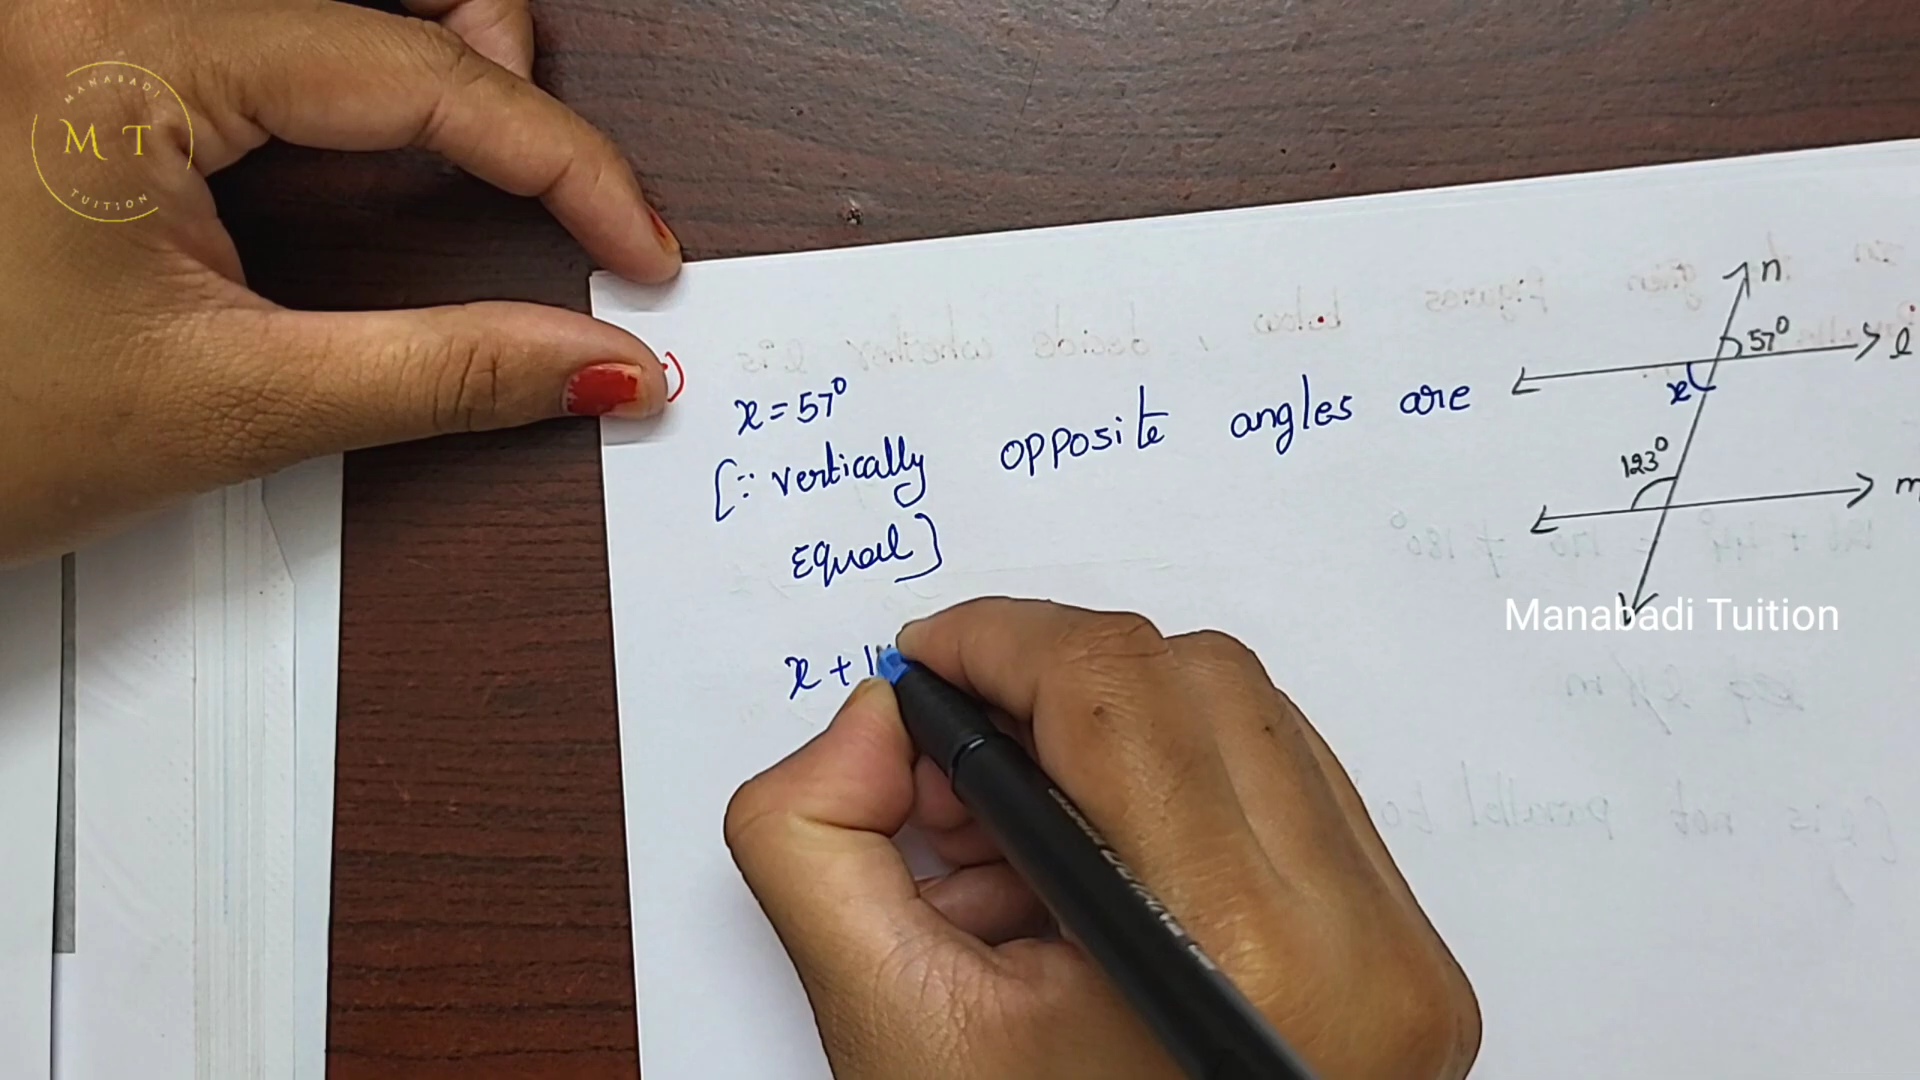 MANABADI
M T
TUITION
n
57°
l
x = 57°
x
[∵ vertically opposite angles are
equal]
123°
m
x + 1
Manabadi Tuition